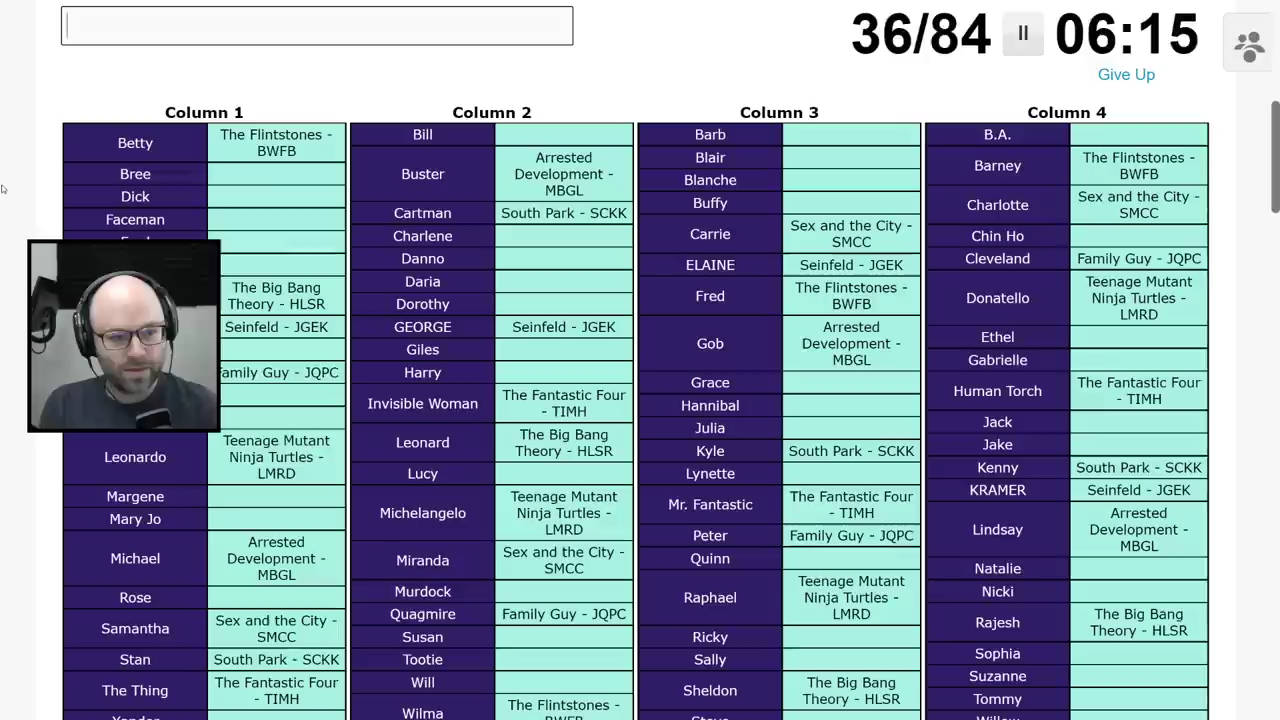 36/84
06:15
Give Up
Column 1
Column 2
Column 3
Column 4
Betty
The Flintstones -
BWFB
Bree
Dick
Faceman
The Big Bang
Theory - HLSR
Seinfeld - JGEK
Family Guy - JQPC
Leonardo
Teenage Mutant
Ninja Turtles -
LMRD
Margene
Mary Jo
Michael
Arrested
Development -
MBGL
Rose
Samantha
Sex and the City -
SMCC
Stan
South Park - SCKK
The Thing
The Fantastic Four
- TIMH
Bill
Buster
Arrested
Development -
MBGL
Cartman
South Park - SCKK
Charlene
Danno
Daria
Dorothy
GEORGE
Seinfeld - JGEK
Giles
Harry
Invisible Woman
The Fantastic Four
- TIMH
Leonard
The Big Bang
Theory - HLSR
Lucy
Michelangelo
Teenage Mutant
Ninja Turtles -
LMRD
Miranda
Sex and the City -
SMCC
Murdock
Quagmire
Family Guy - JQPC
Susan
Tootie
Will
Wilma
The Flintstones -
Barb
Blair
Blanche
Buffy
Carrie
Sex and the City -
SMCC
ELAINE
Seinfeld - JGEK
Fred
The Flintstones -
BWFB
Gob
Arrested
Development -
MBGL
Grace
Hannibal
Julia
Kyle
South Park - SCKK
Lynette
Mr. Fantastic
The Fantastic Four
- TIMH
Peter
Family Guy - JQPC
Quinn
Raphael
Teenage Mutant
Ninja Turtles -
LMRD
Ricky
Sally
Sheldon
The Big Bang
Theory - HLSR
B.A.
Barney
The Flintstones -
BWFB
Charlotte
Sex and the City -
SMCC
Chin Ho
Cleveland
Family Guy - JQPC
Donatello
Teenage Mutant
Ninja Turtles -
LMRD
Ethel
Gabrielle
Human Torch
The Fantastic Four
- TIMH
Jack
Jake
Kenny
South Park - SCKK
KRAMER
Seinfeld - JGEK
Lindsay
Arrested
Development -
MBGL
Natalie
Nicki
Rajesh
The Big Bang
Theory - HLSR
Sophia
Suzanne
Tommy